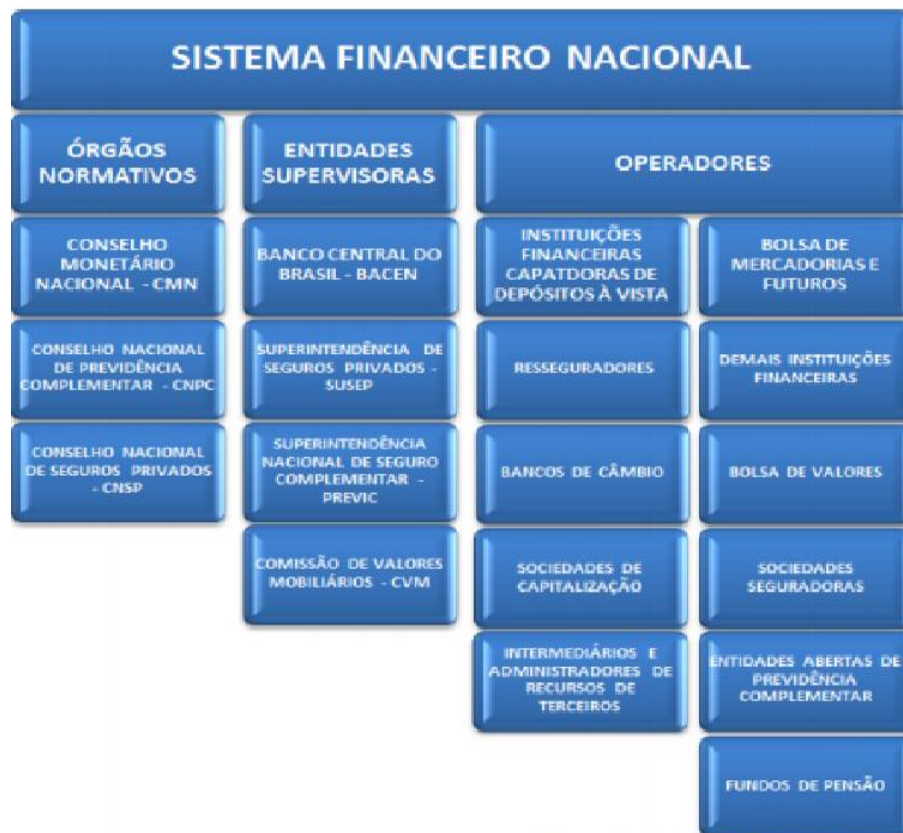 SISTEMA FINANCEIRO NACIONAL
ÓRGÃOS
NORMATIVOS
ENTIDADES
SUPERVISORAS
OPERADORES
CONSELHO
MONETÁRIO
NACIONAL - CMN
BANCO CENTRAL DO
BRASIL - BACEN
INSTITUIÇÕES
FINANCEIRAS
CAPATDORAS DE
DEPÓSITOS À VISTA
BOLSA DE
MERCADORIAS E
FUTUROS
CONSELHO NACIONAL
DE PREVIDÊNCIA
COMPLEMENTAR - CNPC
SUPERINTENDÊNCIA DE
SEGUROS PRIVADOS -
SUSEP
RESSEGURADORES
DEMAIS INSTITUIÇÕES
FINANCEIRAS
CONSELHO NACIONAL
DE SEGUROS PRIVADOS
- CNSP
SUPERINTENDÊNCIA
NACIONAL DE SEGURO
COMPLEMENTAR -
PREVIC
BANCOS DE CÂMBIO
BOLSA DE VALORES
COMISSÃO DE VALORES
MOBILIÁRIOS - CVM
SOCIEDADES DE
CAPITALIZAÇÃO
SOCIEDADES
SEGURADORAS
INTERMEDIÁRIOS E
ADMINISTRADORES DE
RECURSOS DE
TERCEIROS
ENTIDADES ABERTAS DE
PREVIDÊNCIA
COMPLEMENTAR
FUNDOS DE PENSÃO